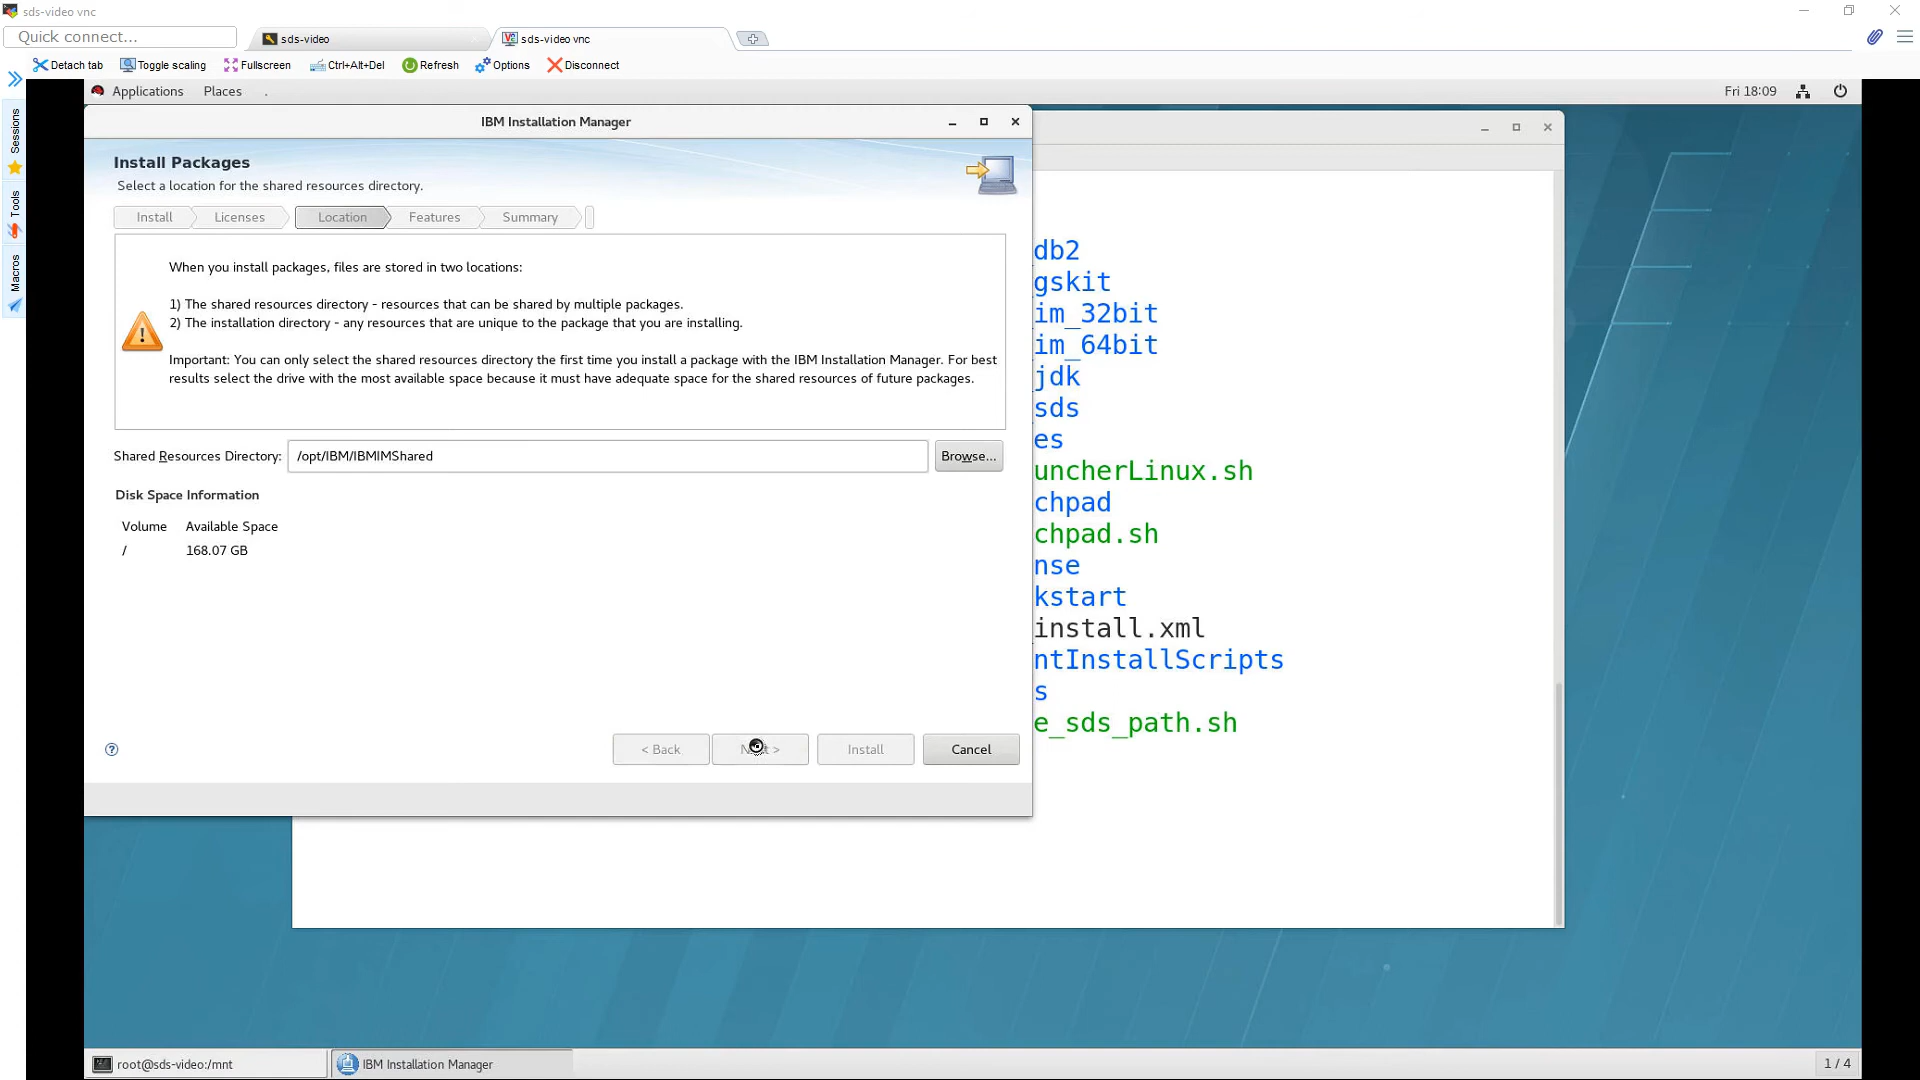 sds-video vnc
Quick connect...
sds-video
sds-video vnc
Detach tab
Toggle scaling
Fullscreen
Ctrl+Alt+Del
Refresh
Options
Disconnect
Sessions
Tools
Macros
Applications
Places
.
Fri 18:09
IBM Installation Manager
Install Packages
Select a location for the shared resources directory.
Install
Licenses
Location
Features
Summary
When you install packages, files are stored in two locations:
1) The shared resources directory - resources that can be shared by multiple packages.
2) The installation directory - any resources that are unique to the package that you are installing.
Important: You can only select the shared resources directory the first time you install a package with the IBM Installation Manager. For best
results select the drive with the most available space because it must have adequate space for the shared resources of future packages.
Shared Resources Directory:
/opt/IBM/IBMIMShared
Browse...
Disk Space Information
Volume
Available Space
/
168.07 GB
< Back
Install
Cancel
db2
gskit
im_32bit
im_64bit
jdk
sds
es
uncherLinux.sh
chpad
chpad.sh
nse
kstart
install.xml
ntInstallScripts
s
e_sds_path.sh
root@sds-video:/mnt
IBM Installation Manager
1 / 4